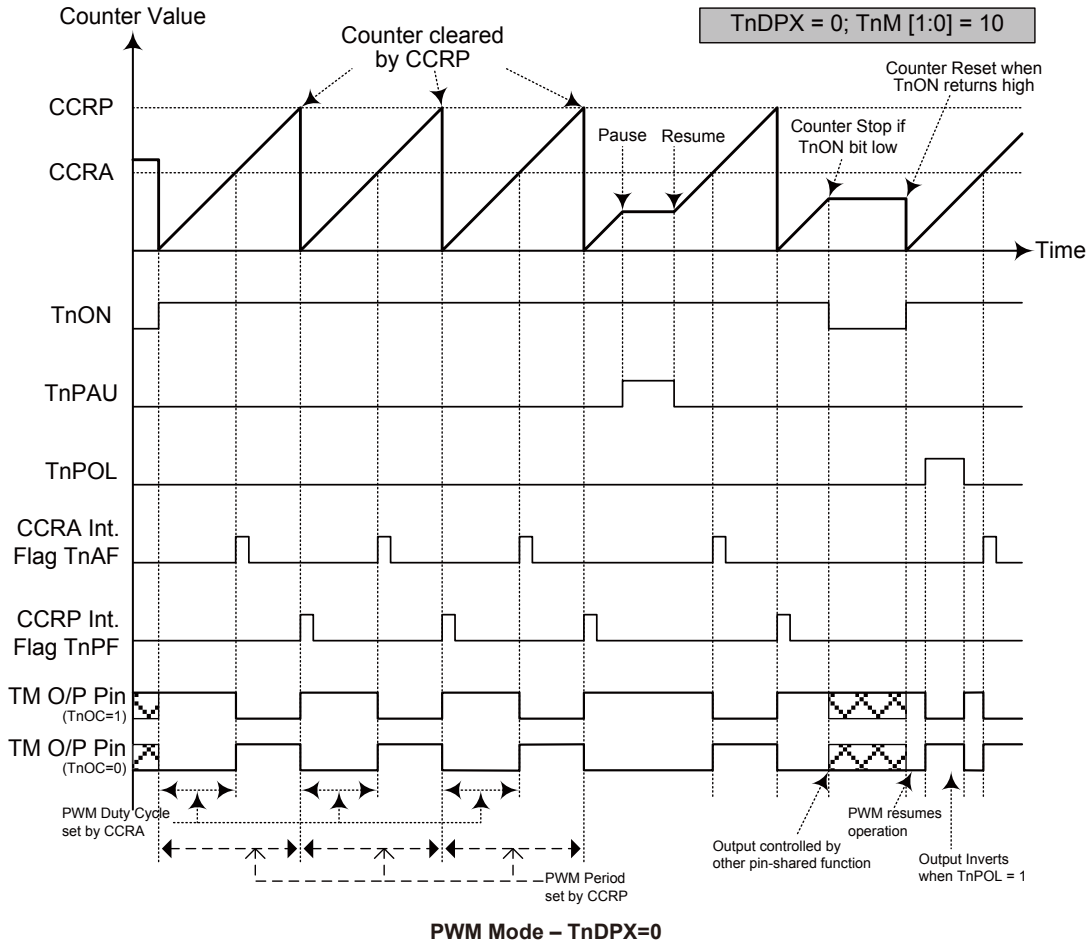 Counter Value
TnDPX = 0; TnM [1:0] = 10
Counter cleared
by CCRP
Counter Reset when
TnON returns high
CCRP
Pause
Resume
Counter Stop if
TnON bit low
CCRA
Time
TnON
TnPAU
TnPOL
CCRA Int.
Flag TnAF
CCRP Int.
Flag TnPF
TM O/P Pin
(TnOC=1)
TM O/P Pin
(TnOC=0)
PWM Duty Cycle
set by CCRA
PWM resumes
operation
Output controlled by
other pin-shared function
Output Inverts
when TnPOL = 1
PWM Period
set by CCRP
PWM Mode – TnDPX=0